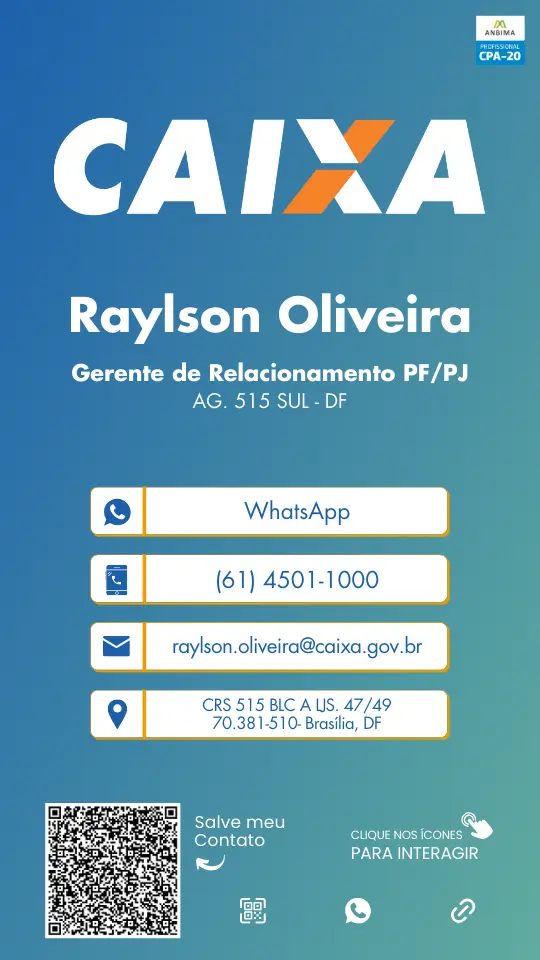 ANBIMA
PROFISSIONAL
CPA-20
CAIXA
Raylson Oliveira
Gerente de Relacionamento PF/PJ
AG. 515 SUL - DF
WhatsApp
(61) 4501-1000
raylson.oliveira@caixa.gov.br
CRS 515 BLC A LJS. 47/49
70.381-510- Brasília, DF
Salve meu
Contato
CLIQUE NOS ÍCONES
PARA INTERAGIR